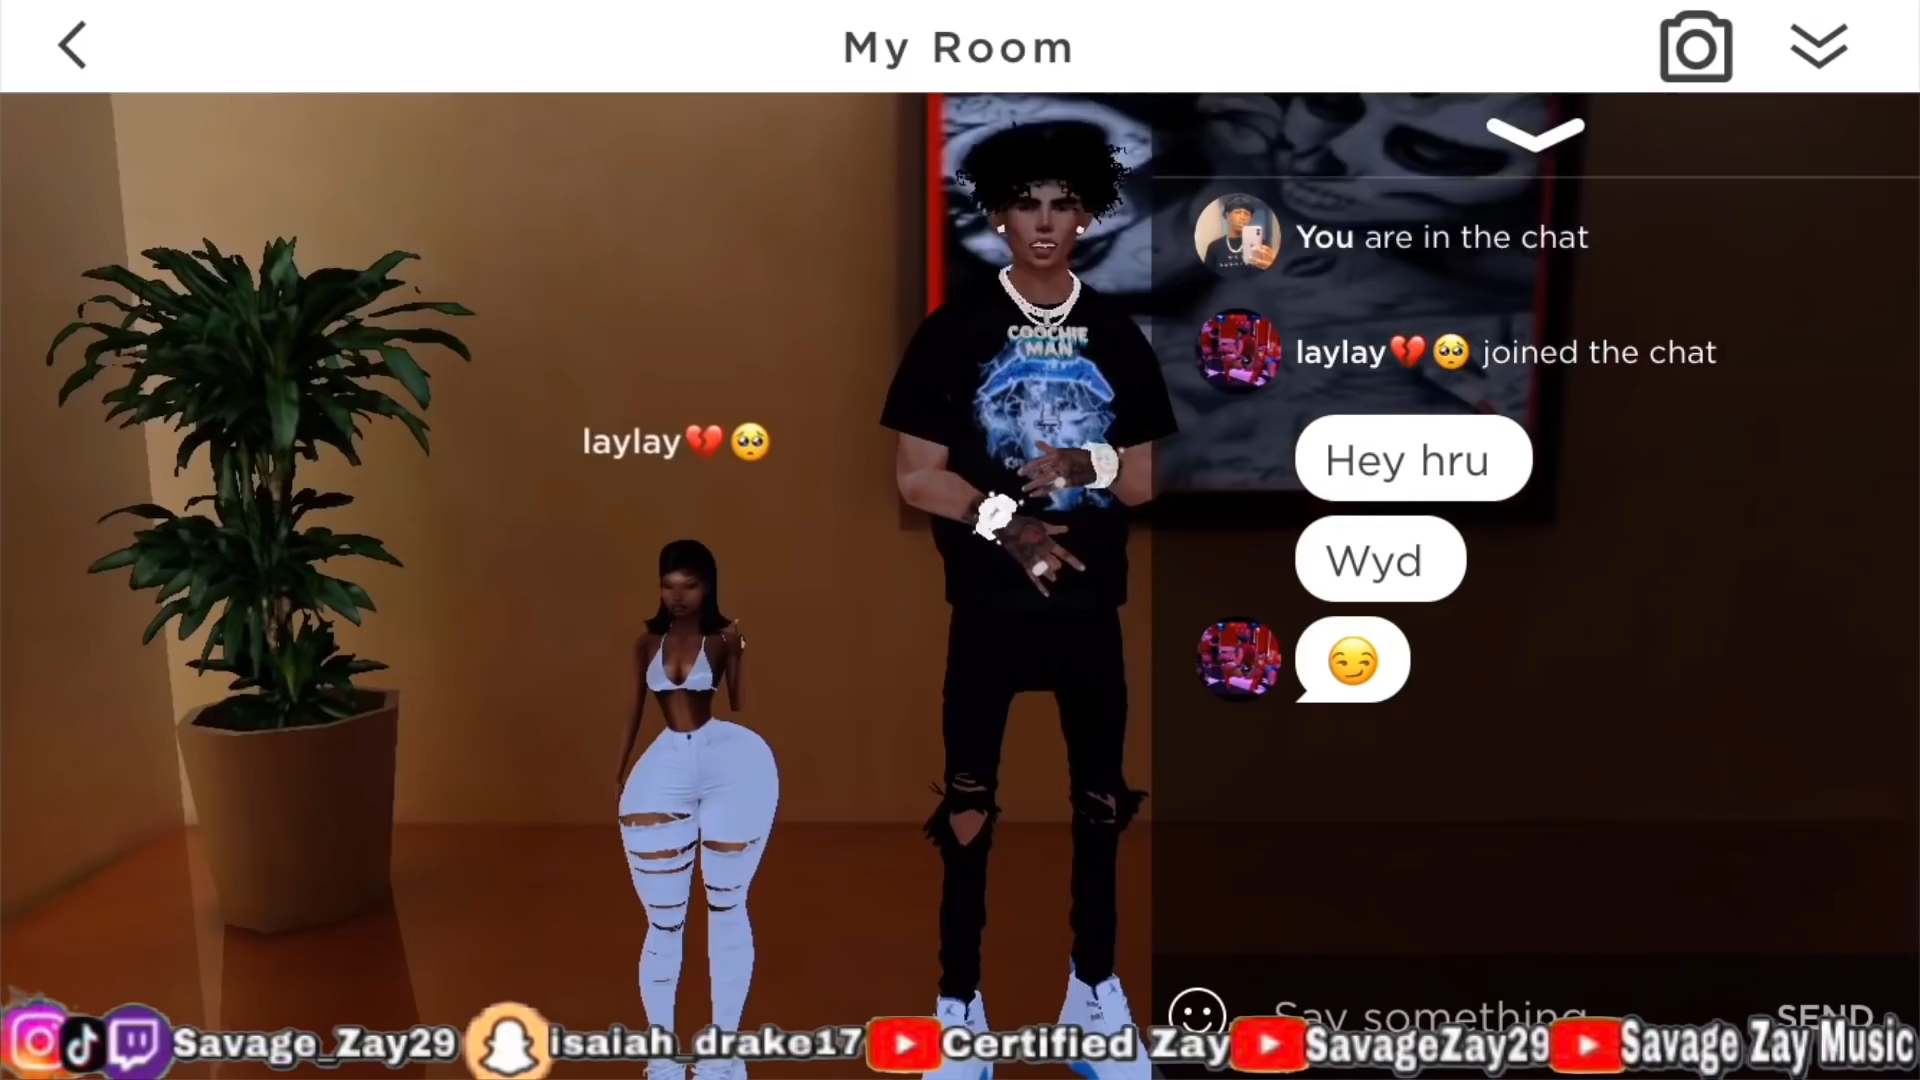 My Room
You are in the chat
laylay💔🥺 joined the chat
laylay💔🥺
COOCHIE
MAN
Hey hru
Wyd
😏
Say something
SEND
Savage_Zay29 isaiah_drake17 Certified Zay SavageZay29 Savage Zay Music